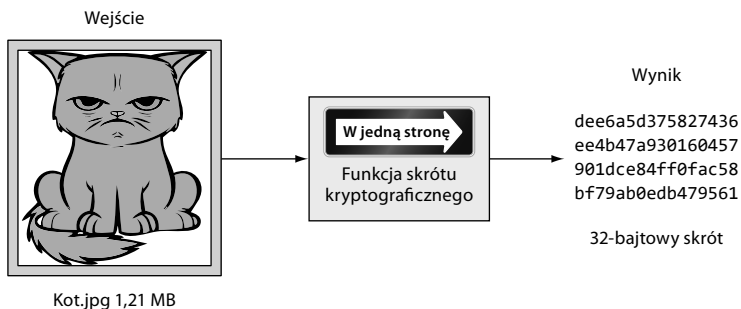 Wejście
Kot.jpg 1,21 MB
W jedną stronę
Funkcja skrótu
kryptograficznego
Wynik
dee6a5d375827436
ee4b47a930160457
901dce84ff0fac58
bf79ab0edb479561
32-bajtowy skrót